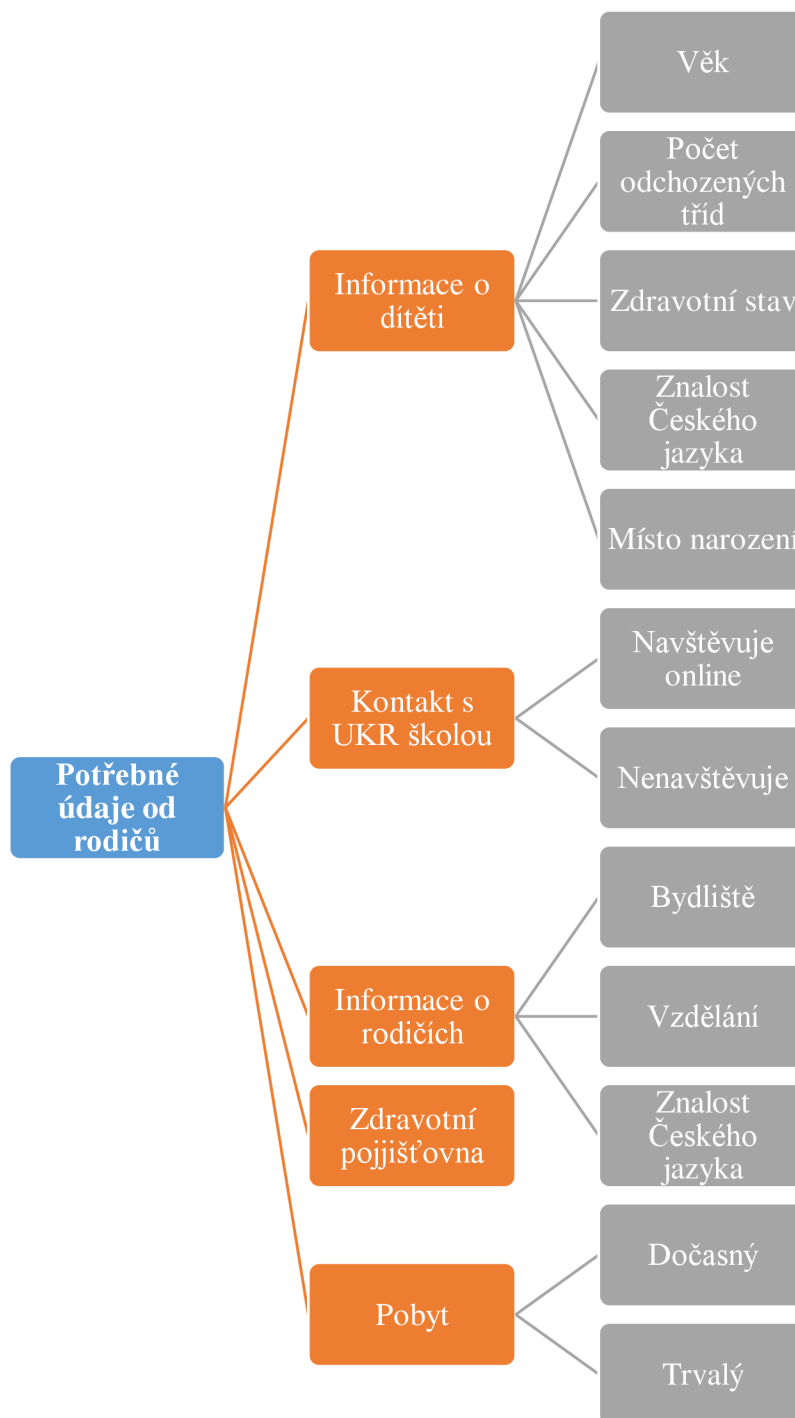 Věk
Počet
odchozených
tříd
Informace o
dítěti
Zdravotní stav
Znalost
Českého
jazyka
Místo narození
Navštěvuje
online
Kontakt s
UKR školou
Nenavštěvuje
Potřebné
údaje od
rodičů
Bydliště
Informace o
rodičích
Vzdělání
Zdravotní
pojjišťovna
Znalost
Českého
jazyka
Dočasný
Pobyt
Trvalý